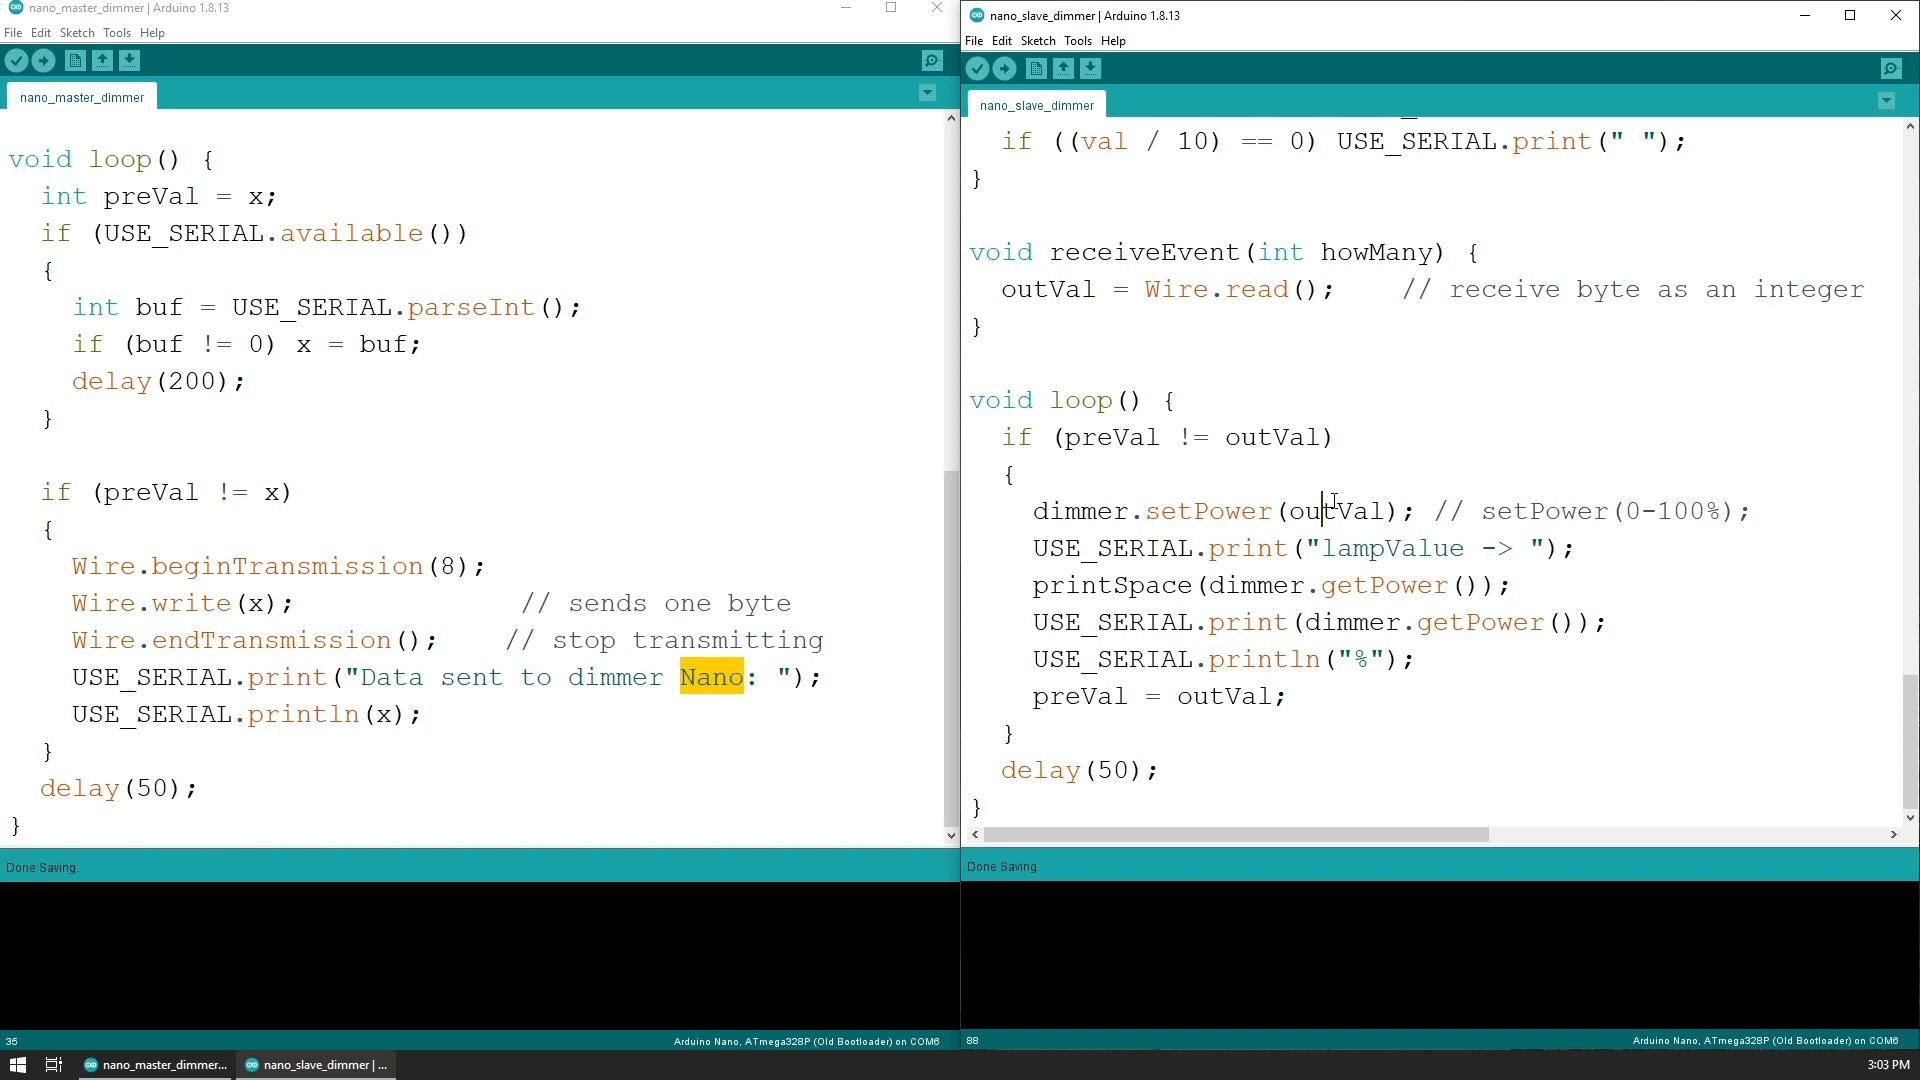 nano_master_dimmer | Arduino 1.8.13
File Edit Sketch Tools Help
nano_master_dimmer
void loop() {
  int preVal = x;
  if (USE_SERIAL.available())
  {
    int buf = USE_SERIAL.parseInt();
    if (buf != 0) x = buf;
    delay(200);
  }
  if (preVal != x)
  {
    Wire.beginTransmission(8);
    Wire.write(x);              // sends one byte
    Wire.endTransmission();    // stop transmitting
    USE_SERIAL.print("Data sent to dimmer Nano: ");
    USE_SERIAL.println(x);
  }
  delay(50);
}
Done Saving.
35
Arduino Nano, ATmega328P (Old Bootloader) on COM6
nano_slave_dimmer | Arduino 1.8.13
File Edit Sketch Tools Help
nano_slave_dimmer
  if ((val / 10) == 0) USE_SERIAL.print(" ");
}
void receiveEvent(int howMany) {
  outVal = Wire.read();    // receive byte as an integer
}
void loop() {
  if (preVal != outVal)
  {
    dimmer.setPower(outVal); // setPower(0-100%);
    USE_SERIAL.print("lampValue -> ");
    printSpace(dimmer.getPower());
    USE_SERIAL.print(dimmer.getPower());
    USE_SERIAL.println("%");
    preVal = outVal;
  }
  delay(50);
}
Done Saving.
88
Arduino Nano, ATmega328P (Old Bootloader) on COM6
nano_master_dimmer...
nano_slave_dimmer | ...
3:03 PM